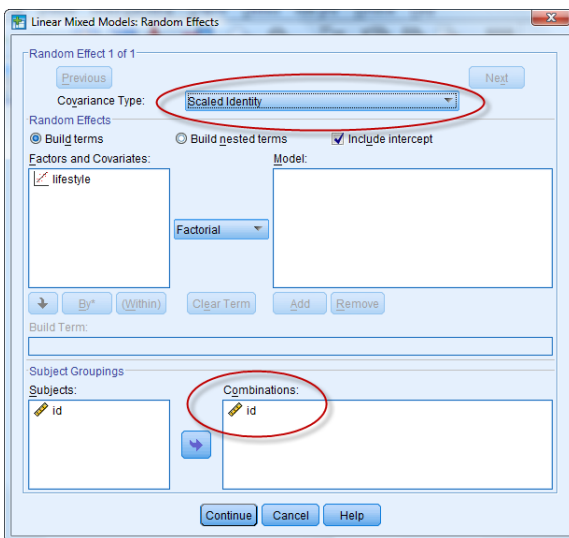 Linear Mixed Models: Random Effects
Random Effect 1 of 1
Previous Next
Covariance Type: Scaled Identity
Random Effects
Build terms Build nested terms Include intercept
Factors and Covariates: Model:
lifestyle
Factorial
By* (Within) Clear Term Add Remove
Build Term:
Subject Groupings
Subjects: Combinations:
id id
Continue Cancel Help